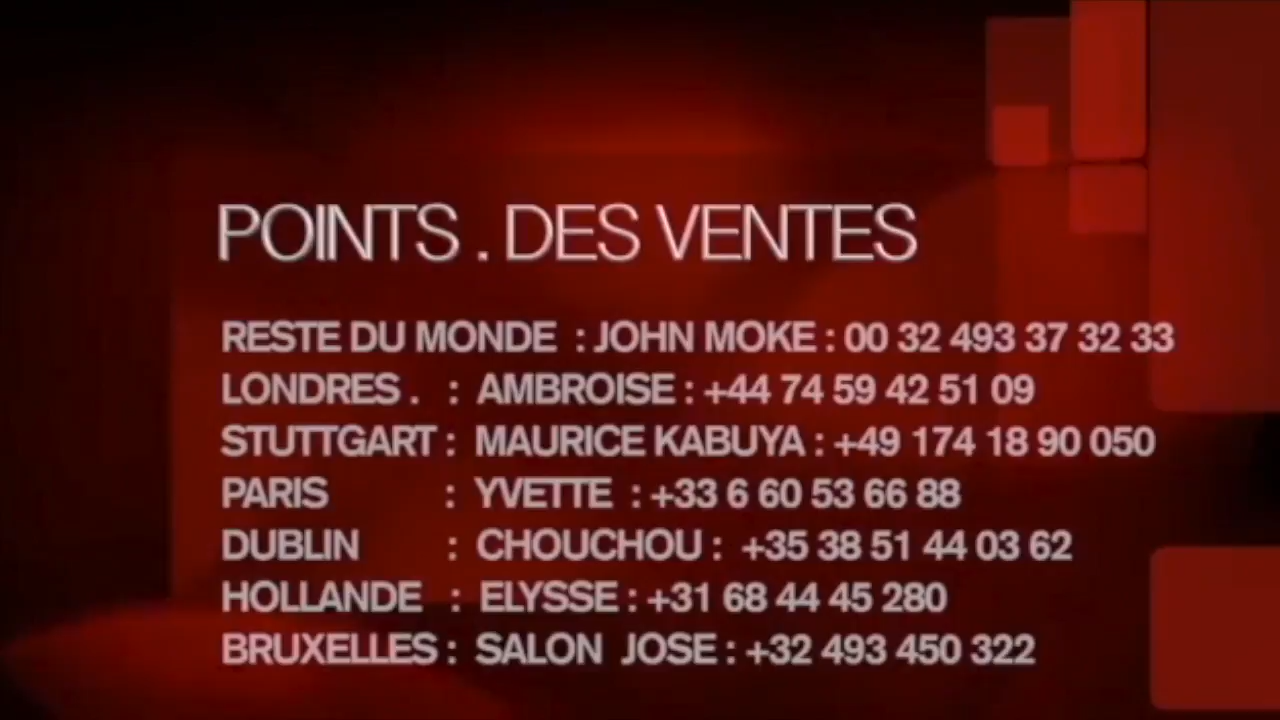 POINTS . DES VENTES
RESTE DU MONDE : JOHN MOKE : 00 32 493 37 32 33
LONDRES . : AMBROISE : +44 74 59 42 51 09
STUTTGART : MAURICE KABUYA : +49 174 18 90 050
PARIS : YVETTE : +33 6 60 53 66 88
DUBLIN : CHOUCHOU : +35 38 51 44 03 62
HOLLANDE : ELYSSE : +31 68 44 45 280
BRUXELLES : SALON JOSE : +32 493 450 322